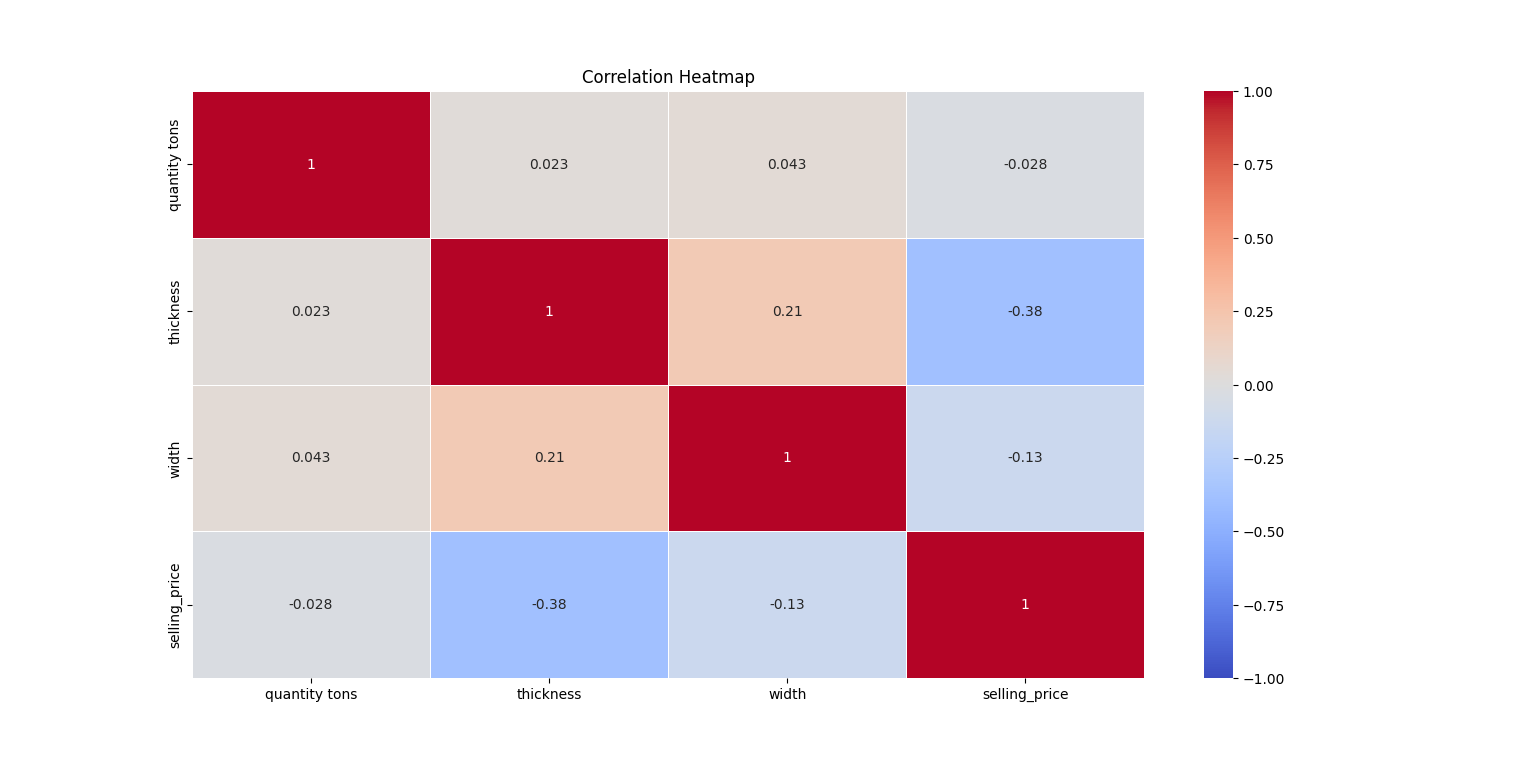 Correlation Heatmap
quantity tons
1
0.023
0.043
-0.028
thickness
0.023
1
0.21
-0.38
width
0.043
0.21
1
-0.13
selling_price
-0.028
-0.38
-0.13
1
quantity tons
thickness
width
selling_price
1.00
0.75
0.50
0.25
0.00
−0.25
−0.50
−0.75
−1.00